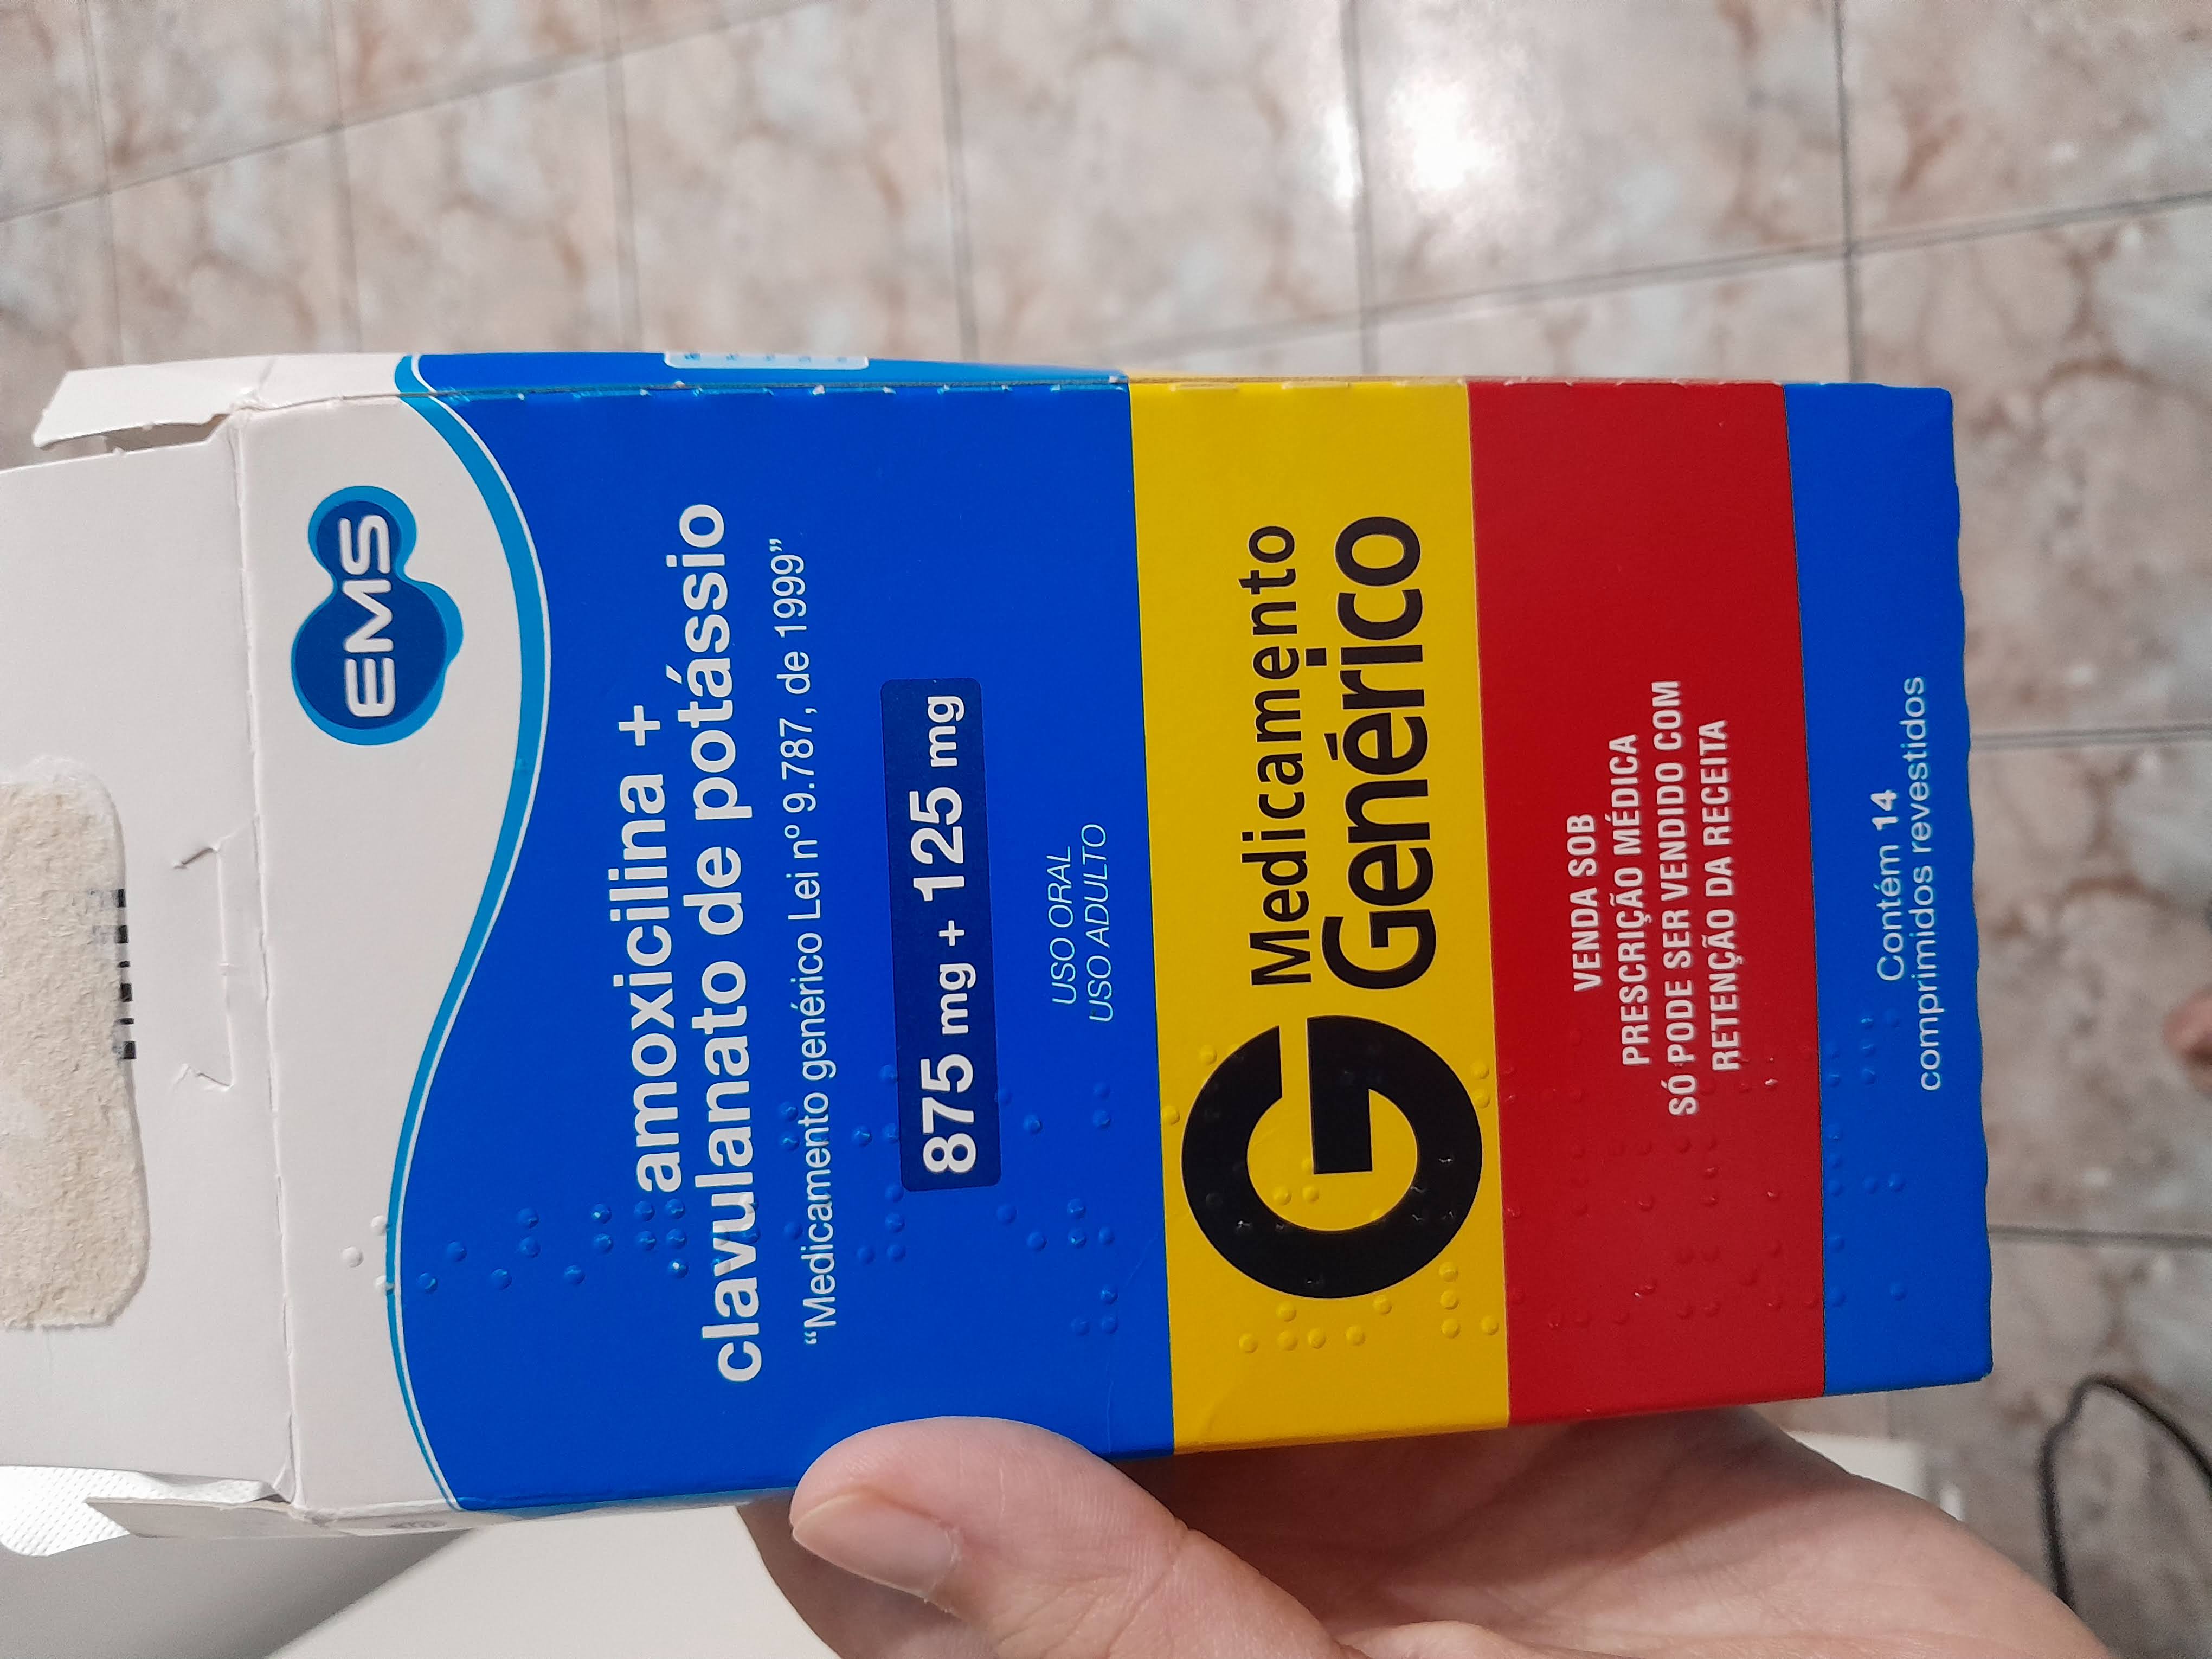 EMS
amoxicilina +
clavulanato de potássio
“Medicamento genérico Lei nº 9.787, de 1999”
875 mg + 125 mg
USO ORAL
USO ADULTO
G Medicamento
Genérico
VENDA SOB
PRESCRIÇÃO MÉDICA
SÓ PODE SER VENDIDO COM
RETENÇÃO DA RECEITA
Contém 14
comprimidos revestidos